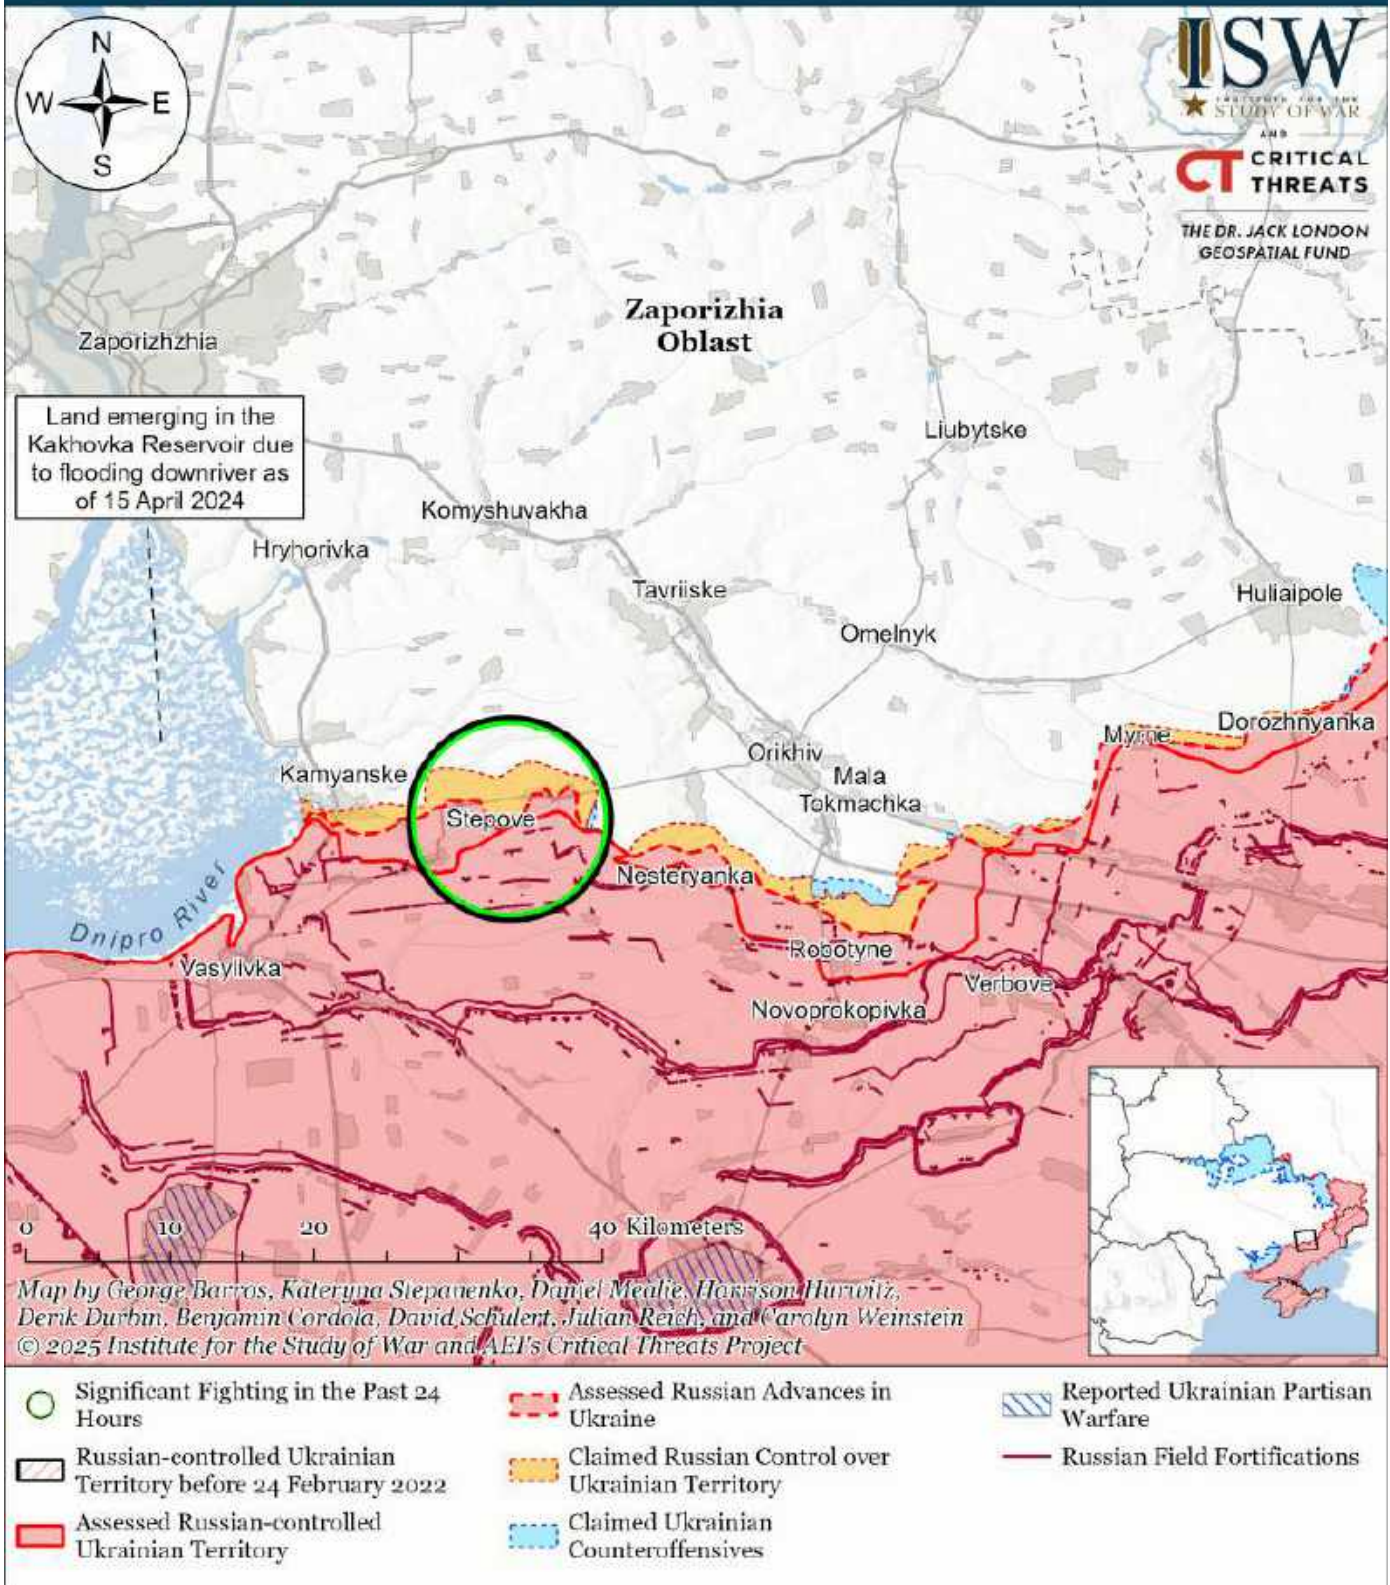 N
W
E
S
ISW
INSTITUTE FOR THE
STUDY OF WAR
AND
CT CRITICAL
THREATS
THE DR. JACK LONDON
GEOSPATIAL FUND
Zaporizhia
Oblast
Zaporizhzhia
Land emerging in the
Kakhovka Reservoir due
to flooding downriver as
of 15 April 2024
Liubytske
Komyshuvakha
Hryhorivka
Tavriiske
Huliaipole
Omelnyk
Dorozhnyanka
Myrne
Orikhiv
Kamyanske
Mala
Tokmachka
Stepove
Nesteryanka
Dnipro River
Robotyne
Vasylivka
Verbove
Novoprokopivka
0
10
20
40 Kilometers
Map by George Barros, Kateryna Stepanenko, Daniel Mealie, Harrison Hurwitz,
Derik Durbin, Benjamin Cordola, David Schulert, Julian Reich, and Carolyn Weinstein
© 2025 Institute for the Study of War and AEI's Critical Threats Project
Significant Fighting in the Past 24
Hours
Russian-controlled Ukrainian
Territory before 24 February 2022
Assessed Russian-controlled
Ukrainian Territory
Assessed Russian Advances in
Ukraine
Claimed Russian Control over
Ukrainian Territory
Claimed Ukrainian
Counteroffensives
Reported Ukrainian Partisan
Warfare
Russian Field Fortifications